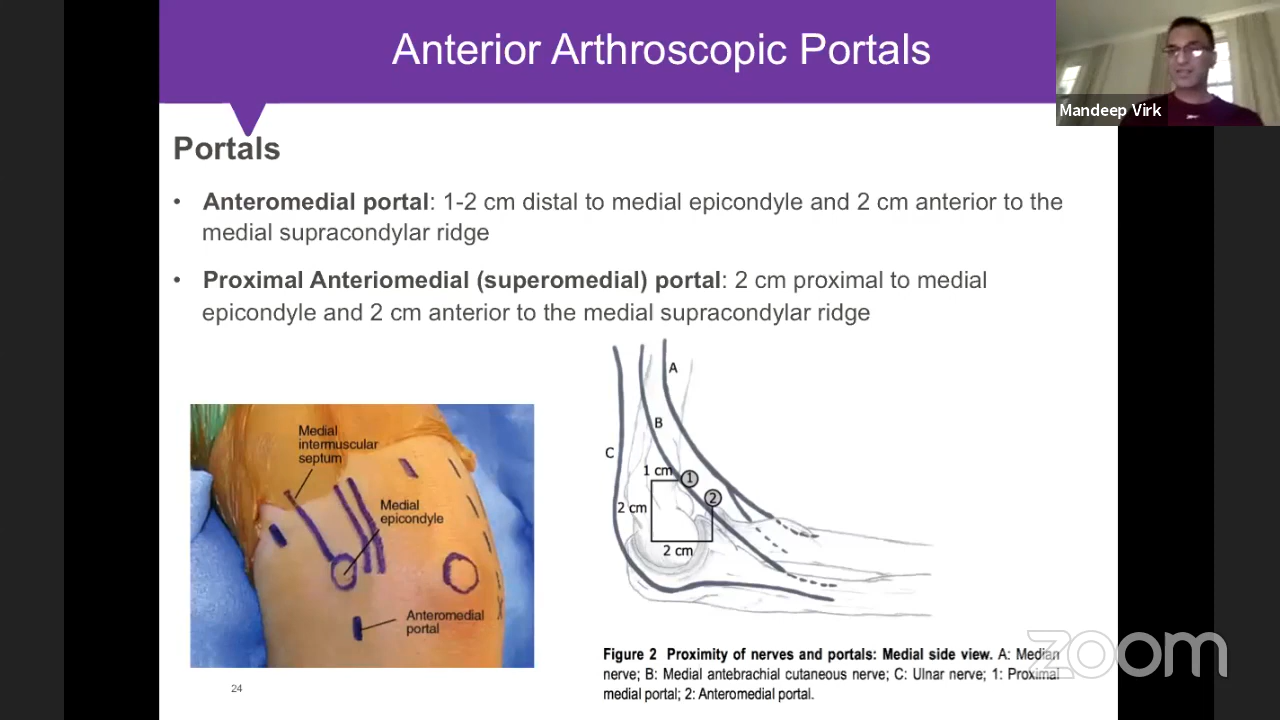 Anterior Arthroscopic Portals
Mandeep Virk
Portals
• Anteromedial portal: 1-2 cm distal to medial epicondyle and 2 cm anterior to the
medial supracondylar ridge
• Proximal Anteriomedial (superomedial) portal: 2 cm proximal to medial
epicondyle and 2 cm anterior to the medial supracondylar ridge
Medial
intermuscular
septum
Medial
epicondyle
Anteromedial
portal
A
B
C
1 cm
1
2
2 cm
2 cm
Figure 2 Proximity of nerves and portals: Medial side view. A: Median
nerve; B: Medial antebrachial cutaneous nerve; C: Ulnar nerve; 1: Proximal
medial portal; 2: Anteromedial portal.
24
zoom